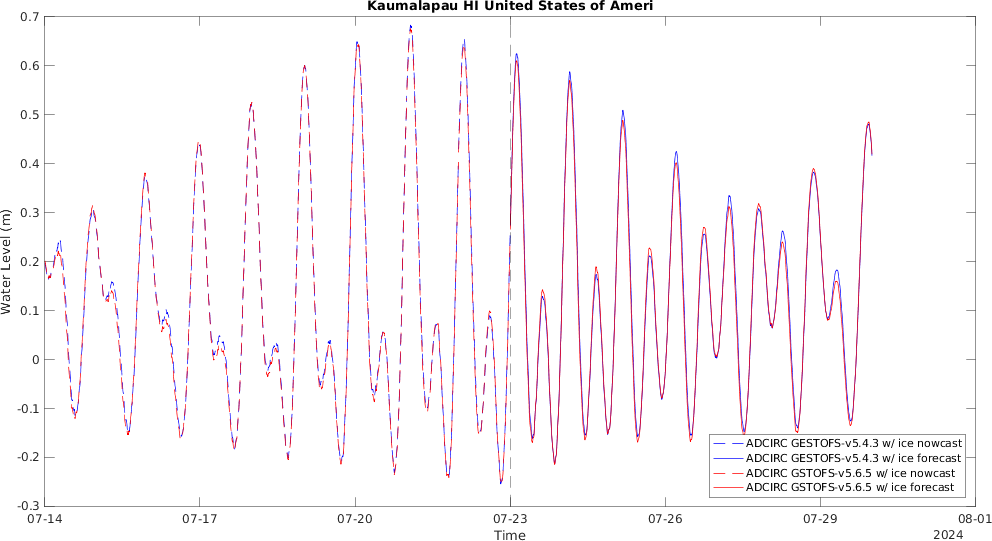 Kaumalapau HI United States of Ameri
0.7
0.6
0.5
0.4
0.3
0.2
0.1
0
-0.1
-0.2
-0.3
Water Level (m)
ADCIRC GESTOFS-v5.4.3 w/ ice nowcast
ADCIRC GESTOFS-v5.4.3 w/ ice forecast
ADCIRC GSTOFS-v5.6.5 w/ ice nowcast
ADCIRC GSTOFS-v5.6.5 w/ ice forecast
07-14 07-17 07-20 07-23 07-26 07-29 08-01
Time
2024